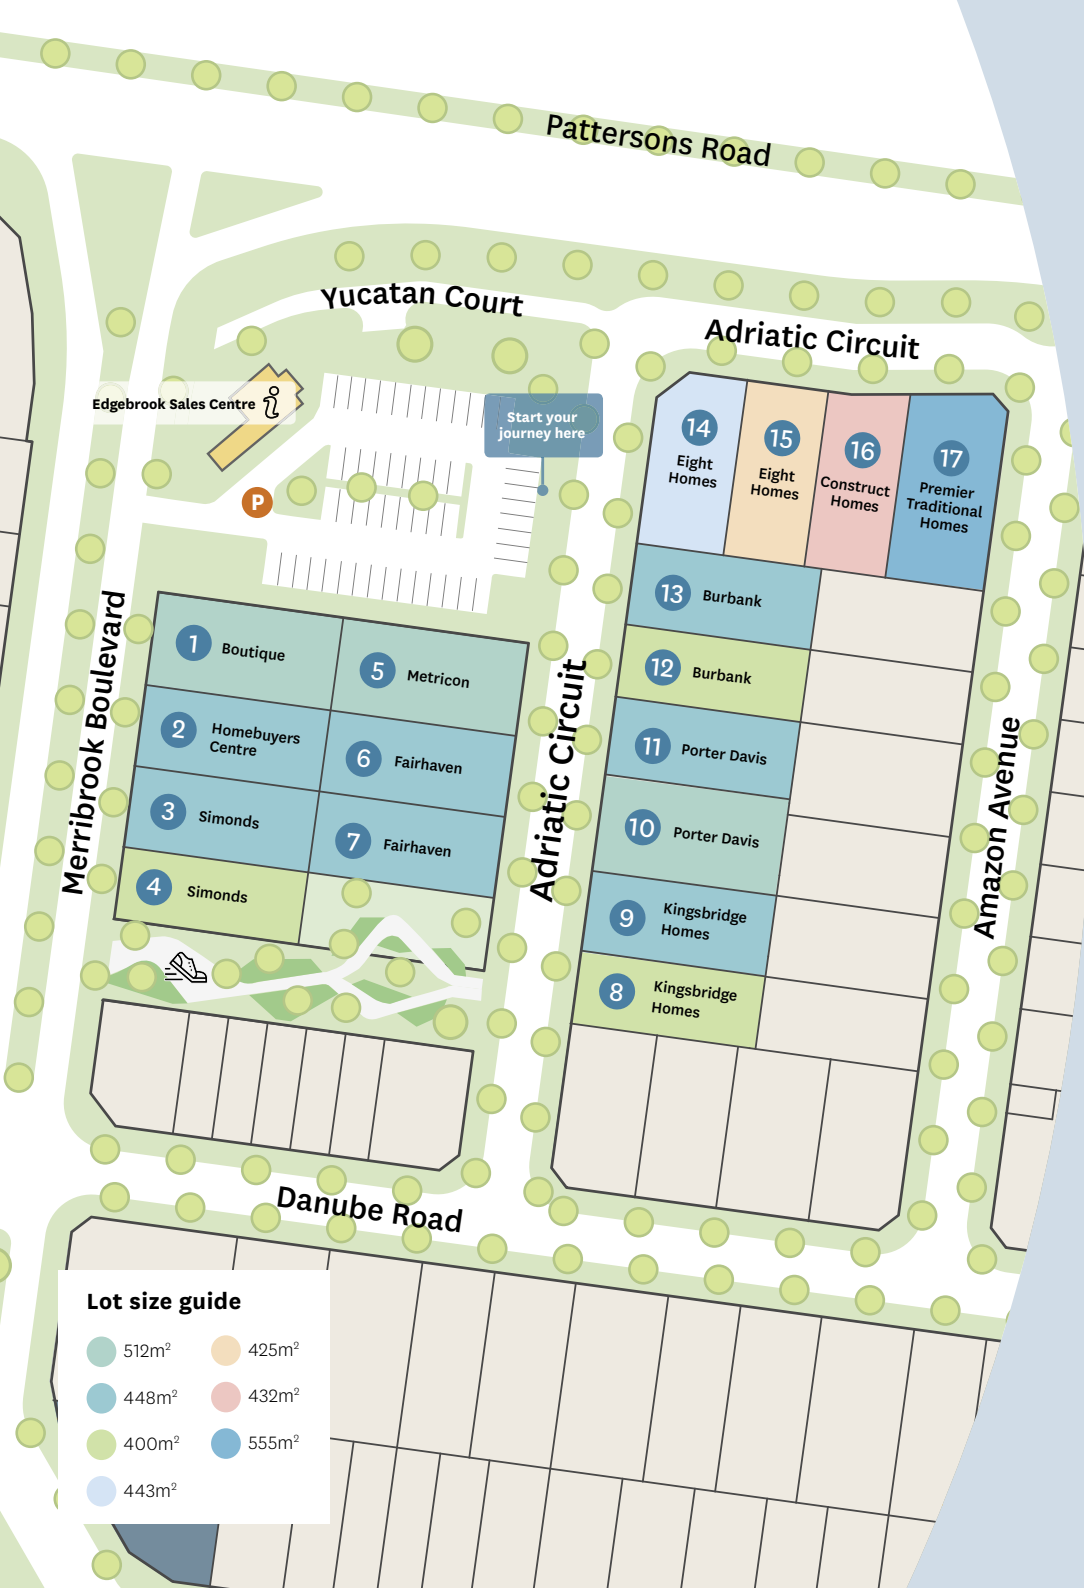 Pattersons Road
Yucatan Court
Adriatic Circuit
Edgebrook Sales Centre
i
Start your
journey here
P
14
Eight
Homes
15
Eight
Homes
16
Construct
Homes
17
Premier
Traditional
Homes
13 Burbank
12 Burbank
11 Porter Davis
10 Porter Davis
9 Kingsbridge
Homes
8 Kingsbridge
Homes
1 Boutique
5 Metricon
2 Homebuyers
Centre
6 Fairhaven
3 Simonds
7 Fairhaven
4 Simonds
Merribrook Boulevard
Adriatic Circuit
Amazon Avenue
Danube Road
Lot size guide
512m²
425m²
448m²
432m²
400m²
555m²
443m²